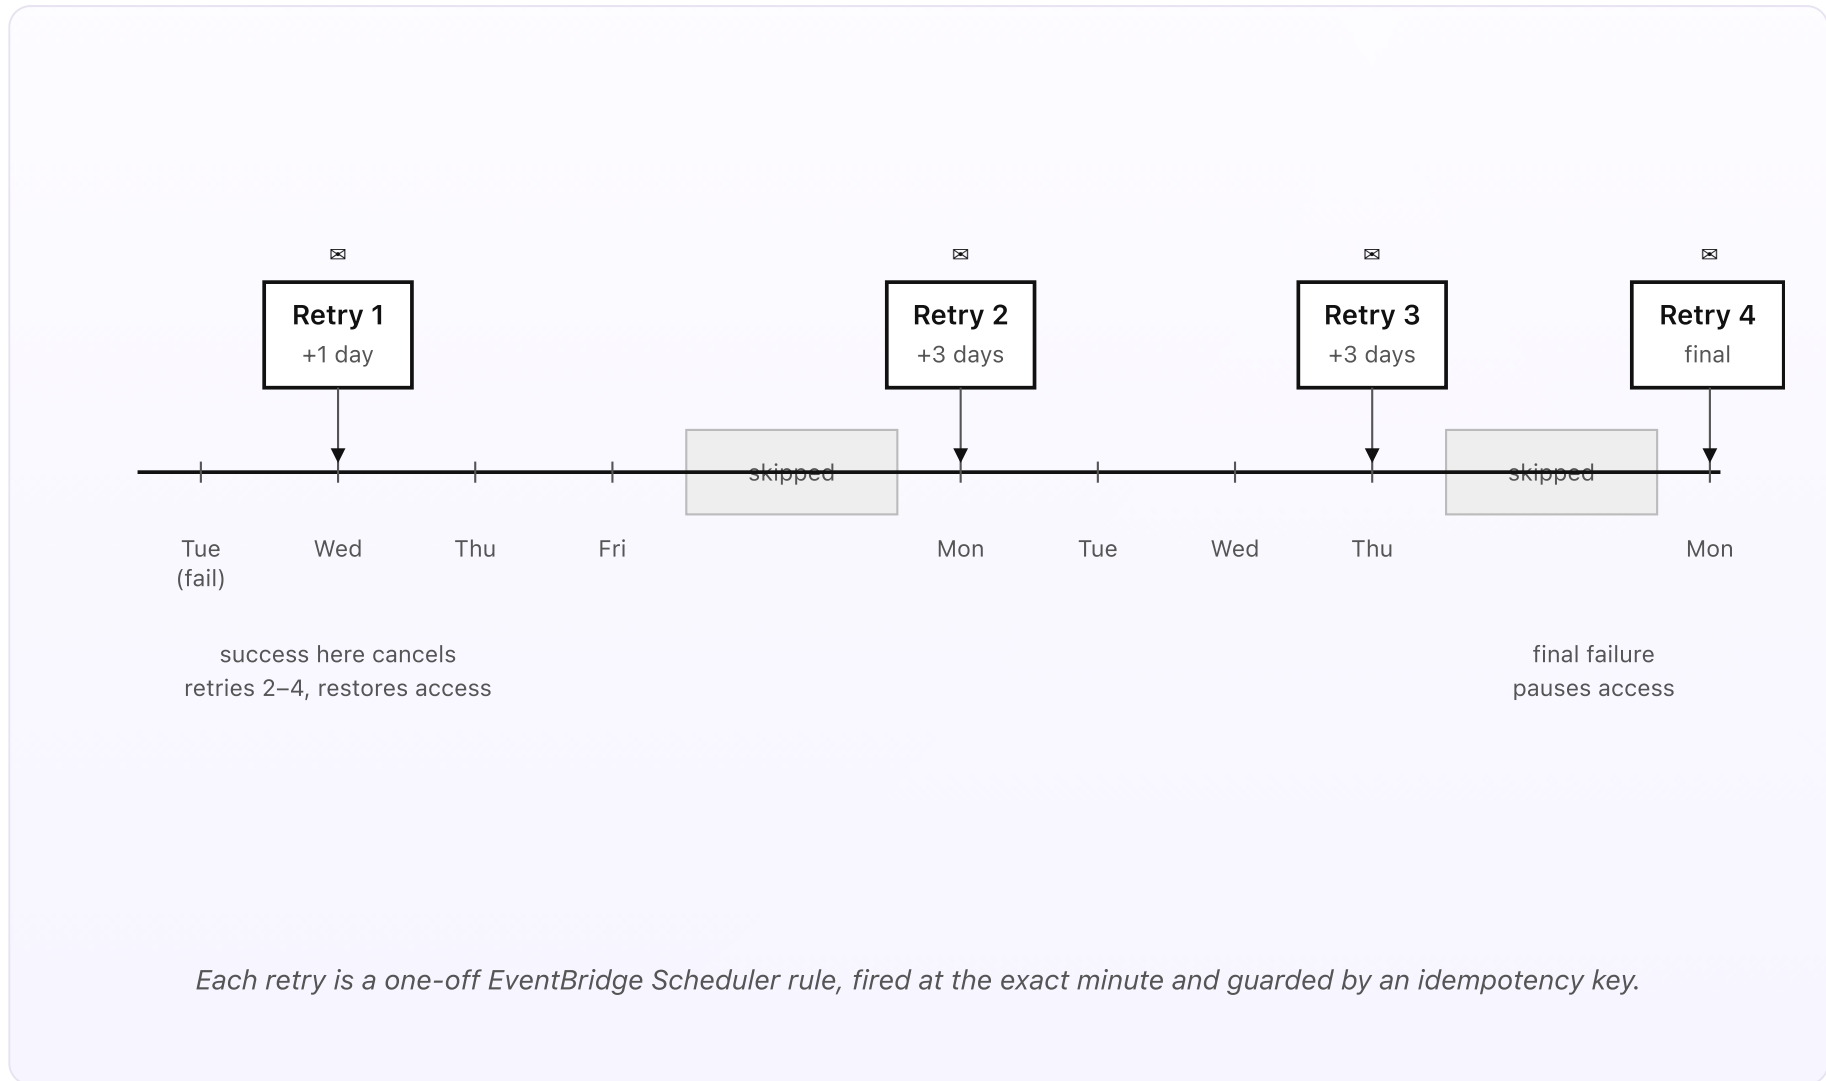 ✉ ✉ ✉ ✉
Retry 1 Retry 2 Retry 3 Retry 4
+1 day +3 days +3 days final
skipped skipped
Tue Wed Thu Fri Mon Tue Wed Thu Mon
(fail)
success here cancels
retries 2–4, restores access
final failure
pauses access
Each retry is a one-off EventBridge Scheduler rule, fired at the exact minute and guarded by an idempotency key.